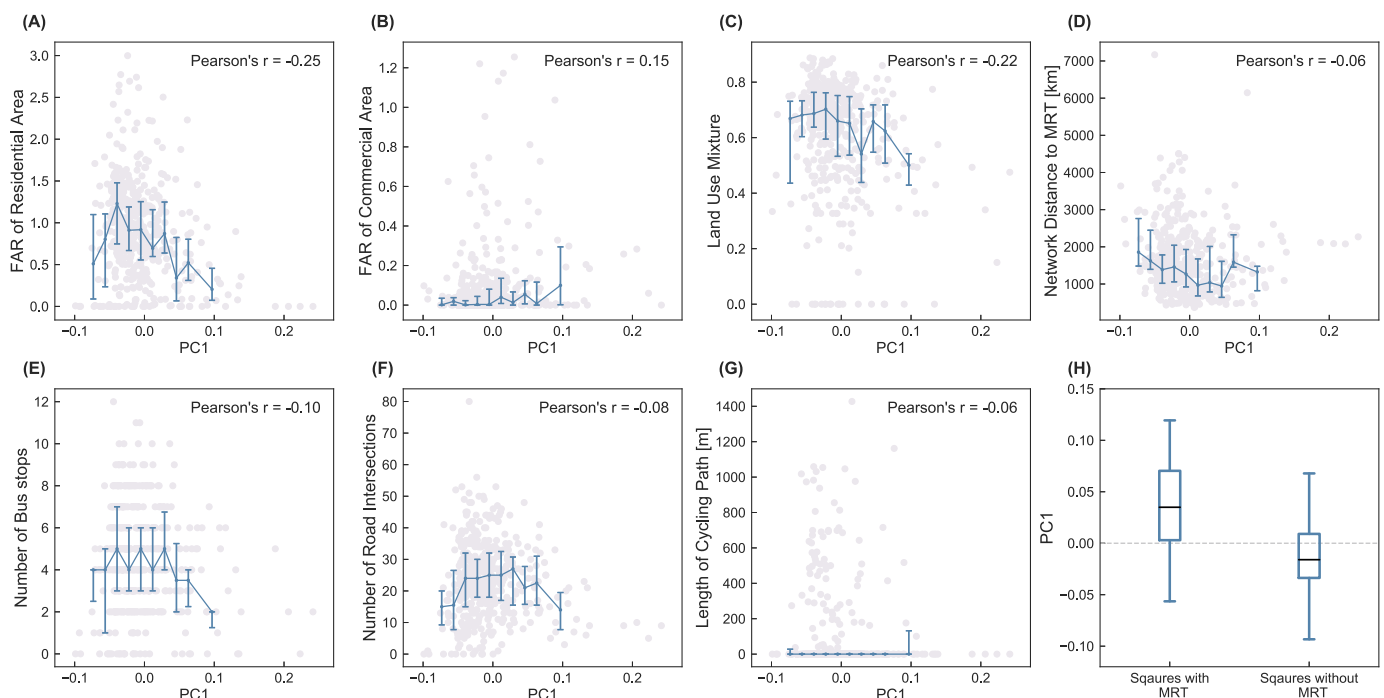 (A)
Pearson's r = -0.25
FAR of Residential Area
3.0
2.5
2.0
1.5
1.0
0.5
0.0
−0.1 0.0 0.1 0.2
PC1
(B)
Pearson's r = 0.15
FAR of Commercial Area
1.2
1.0
0.8
0.6
0.4
0.2
0.0
−0.1 0.0 0.1 0.2
PC1
(C)
Pearson's r = -0.22
Land Use Mixture
0.8
0.6
0.4
0.2
0.0
−0.1 0.0 0.1 0.2
PC1
(D)
Pearson's r = -0.06
Network Distance to MRT [km]
7000
6000
5000
4000
3000
2000
1000
−0.1 0.0 0.1 0.2
PC1
(E)
Pearson's r = -0.10
Number of Bus stops
12
10
8
6
4
2
0
−0.1 0.0 0.1 0.2
PC1
(F)
Pearson's r = -0.08
Number of Road Intersections
80
70
60
50
40
30
20
10
0
−0.1 0.0 0.1 0.2
PC1
(G)
Pearson's r = -0.06
Length of Cycling Path [m]
1400
1200
1000
800
600
400
200
0
−0.1 0.0 0.1 0.2
PC1
(H)
PC1
0.15
0.10
0.05
0.00
−0.05
−0.10
Sqaures with
MRT
Sqaures without
MRT